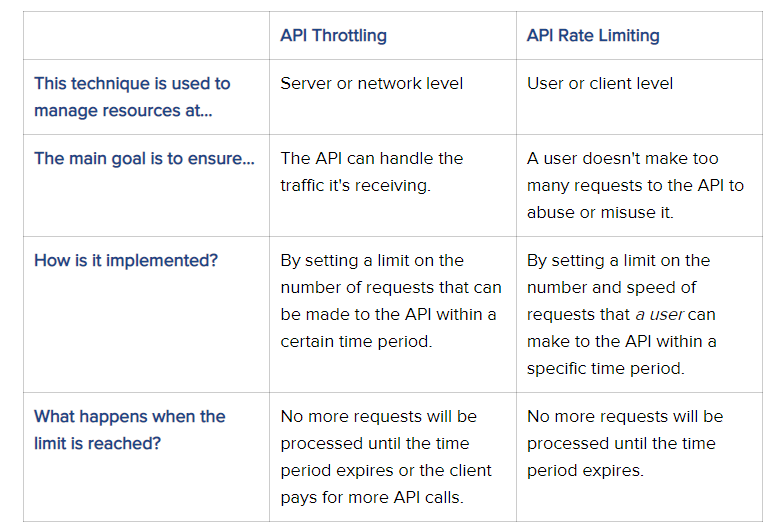 API Throttling
API Rate Limiting
This technique is used to
manage resources at...
Server or network level
User or client level
The main goal is to ensure...
The API can handle the
traffic it's receiving.
A user doesn't make too
many requests to the API to
abuse or misuse it.
How is it implemented?
By setting a limit on the
number of requests that can
be made to the API within a
certain time period.
By setting a limit on the
number and speed of
requests that a user can
make to the API within a
specific time period.
What happens when the
limit is reached?
No more requests will be
processed until the time
period expires or the client
pays for more API calls.
No more requests will be
processed until the time
period expires.